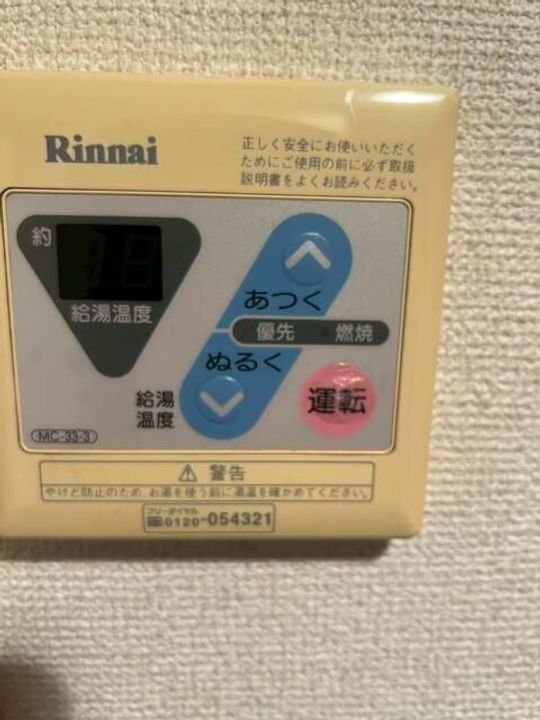 Rinnai
正しく安全にお使いいただく
ためにご使用の前に必ず取扱
説明書をよくお読みください。
約
給湯温度
あつく
優先 燃焼
ぬるく
給湯
温度
運転
MC-33-3
⚠ 警告
やけど防止のため、お湯を使う前に湯温を確かめてください。
フリーダイヤル
0120-054321